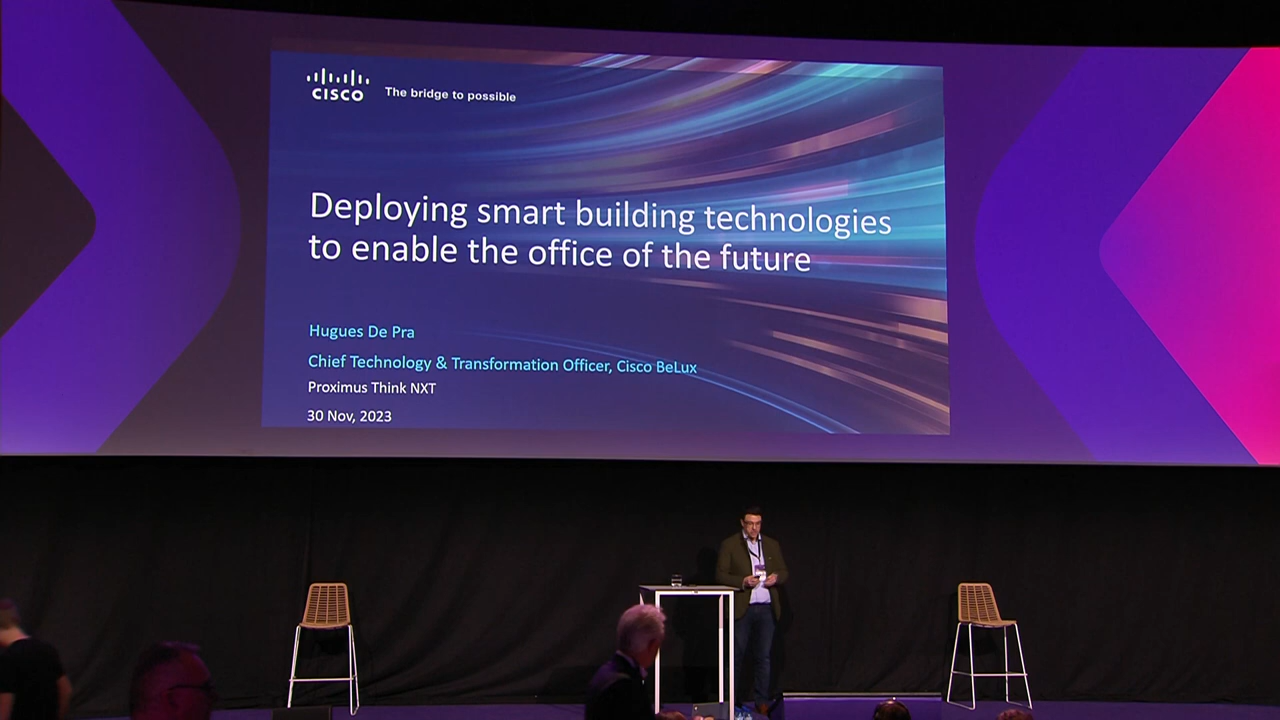 CISCO
The bridge to possible
Deploying smart building technologies
to enable the office of the future
Hugues De Pra
Chief Technology & Transformation Officer, Cisco BeLux
Proximus Think NXT
30 Nov, 2023